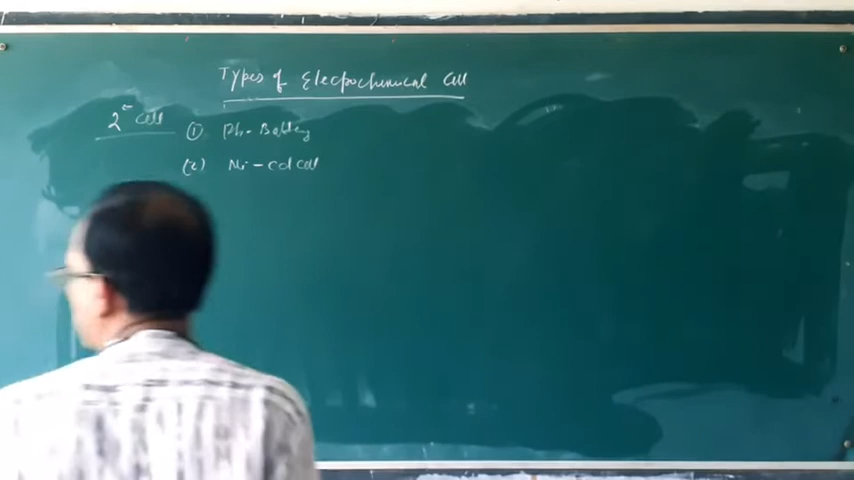 Types of Electrochemical Cell
2° Cell ① Pb-Battery
(2) Ni-Cd Cell